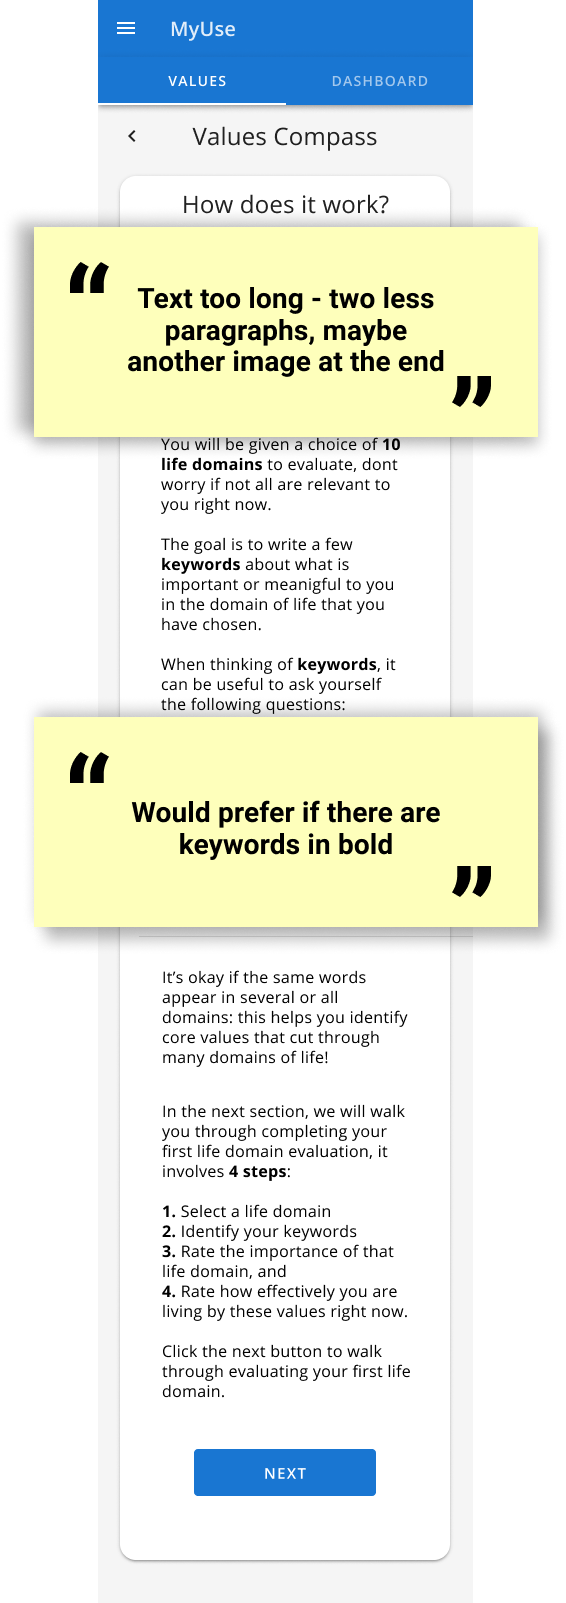 MyUse
VALUES DASHBOARD
Values Compass
How does it work?
“
Text too long - two less
paragraphs, maybe
another image at the end
”
You will be given a choice of 10
life domains to evaluate, dont
worry if not all are relevant to
you right now.
The goal is to write a few
keywords about what is
important or meanigful to you
in the domain of life that you
have chosen.
When thinking of keywords, it
can be useful to ask yourself
the following questions:
“
Would prefer if there are
keywords in bold
”
It’s okay if the same words
appear in several or all
domains: this helps you identify
core values that cut through
many domains of life!
In the next section, we will walk
you through completing your
first life domain evaluation, it
involves 4 steps:
1. Select a life domain
2. Identify your keywords
3. Rate the importance of that
life domain, and
4. Rate how effectively you are
living by these values right now.
Click the next button to walk
through evaluating your first life
domain.
NEXT